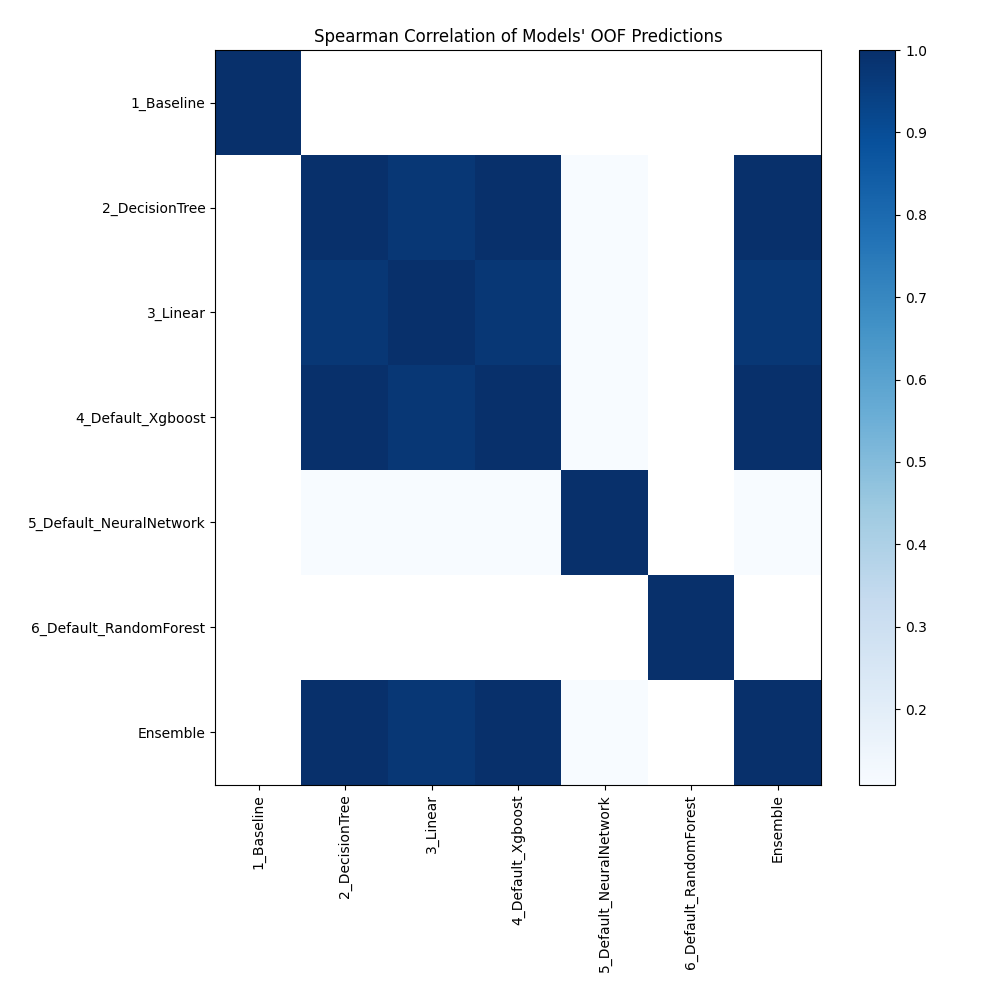 Spearman Correlation of Models' OOF Predictions
1_Baseline
2_DecisionTree
3_Linear
4_Default_Xgboost
5_Default_NeuralNetwork
6_Default_RandomForest
Ensemble
1_Baseline
2_DecisionTree
3_Linear
4_Default_Xgboost
5_Default_NeuralNetwork
6_Default_RandomForest
Ensemble
1.0
0.9
0.8
0.7
0.6
0.5
0.4
0.3
0.2